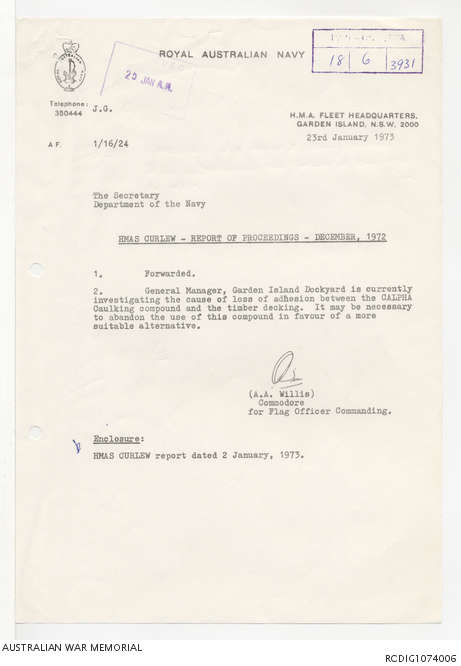 ROYAL AUSTRALIAN NAVY
18 6 3931
25 JAN A.M.
Telephone: J.G.
350444
H.M.A. FLEET HEADQUARTERS,
GARDEN ISLAND, N.S.W. 2000
23rd January 1973
A F. 1/16/24
The Secretary
Department of the Navy
HMAS CURLEW - REPORT OF PROCEEDINGS - DECEMBER, 1972
1. Forwarded.
2. General Manager, Garden Island Dockyard is currently
investigating the cause of loss of adhesion between the CALPHA
Caulking compound and the timber decking. It may be necessary
to abandon the use of this compound in favour of a more
suitable alternative.
(A.A. Willis)
Commodore
for Flag Officer Commanding.
Enclosure:
HMAS CURLEW report dated 2 January, 1973.
AUSTRALIAN WAR MEMORIAL
RCDIG1074006